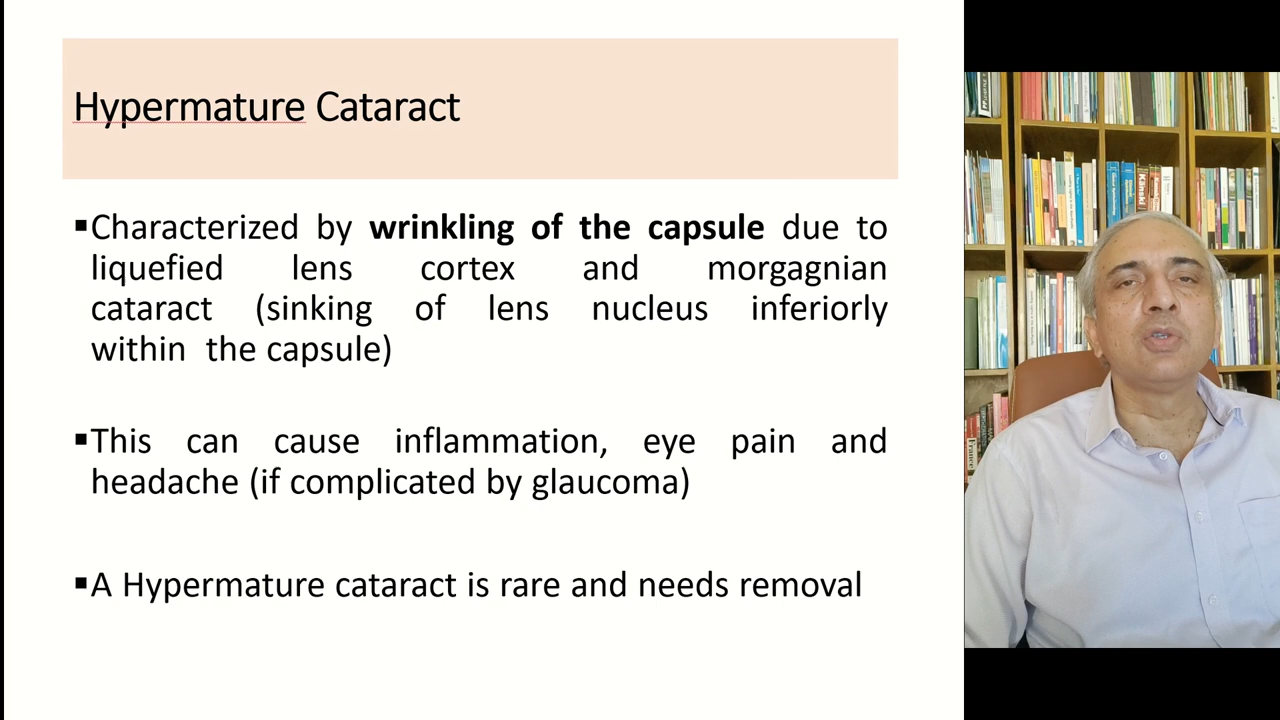 Hypermature Cataract
▪Characterized by wrinkling of the capsule due to
liquefied lens cortex and morgagnian
cataract (sinking of lens nucleus inferiorly
within the capsule)
▪This can cause inflammation, eye pain and
headache (if complicated by glaucoma)
▪A Hypermature cataract is rare and needs removal
Kanski
France